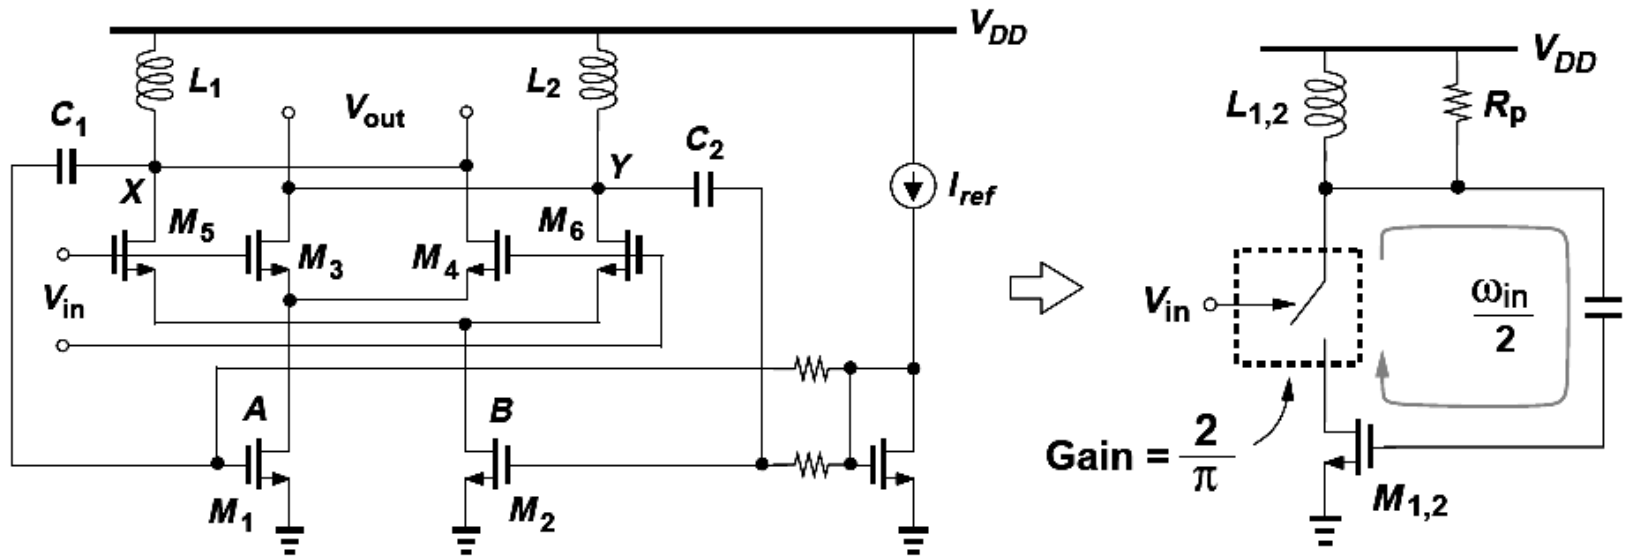 V_DD
L_1
L_2
C_1
V_out
C_2
X
Y
I_ref
M_5
M_3
M_4
M_6
V_in
A
B
M_1
M_2
V_DD
L_1,2
R_p
V_in
ω_in
2
Gain = 2/π
M_1,2